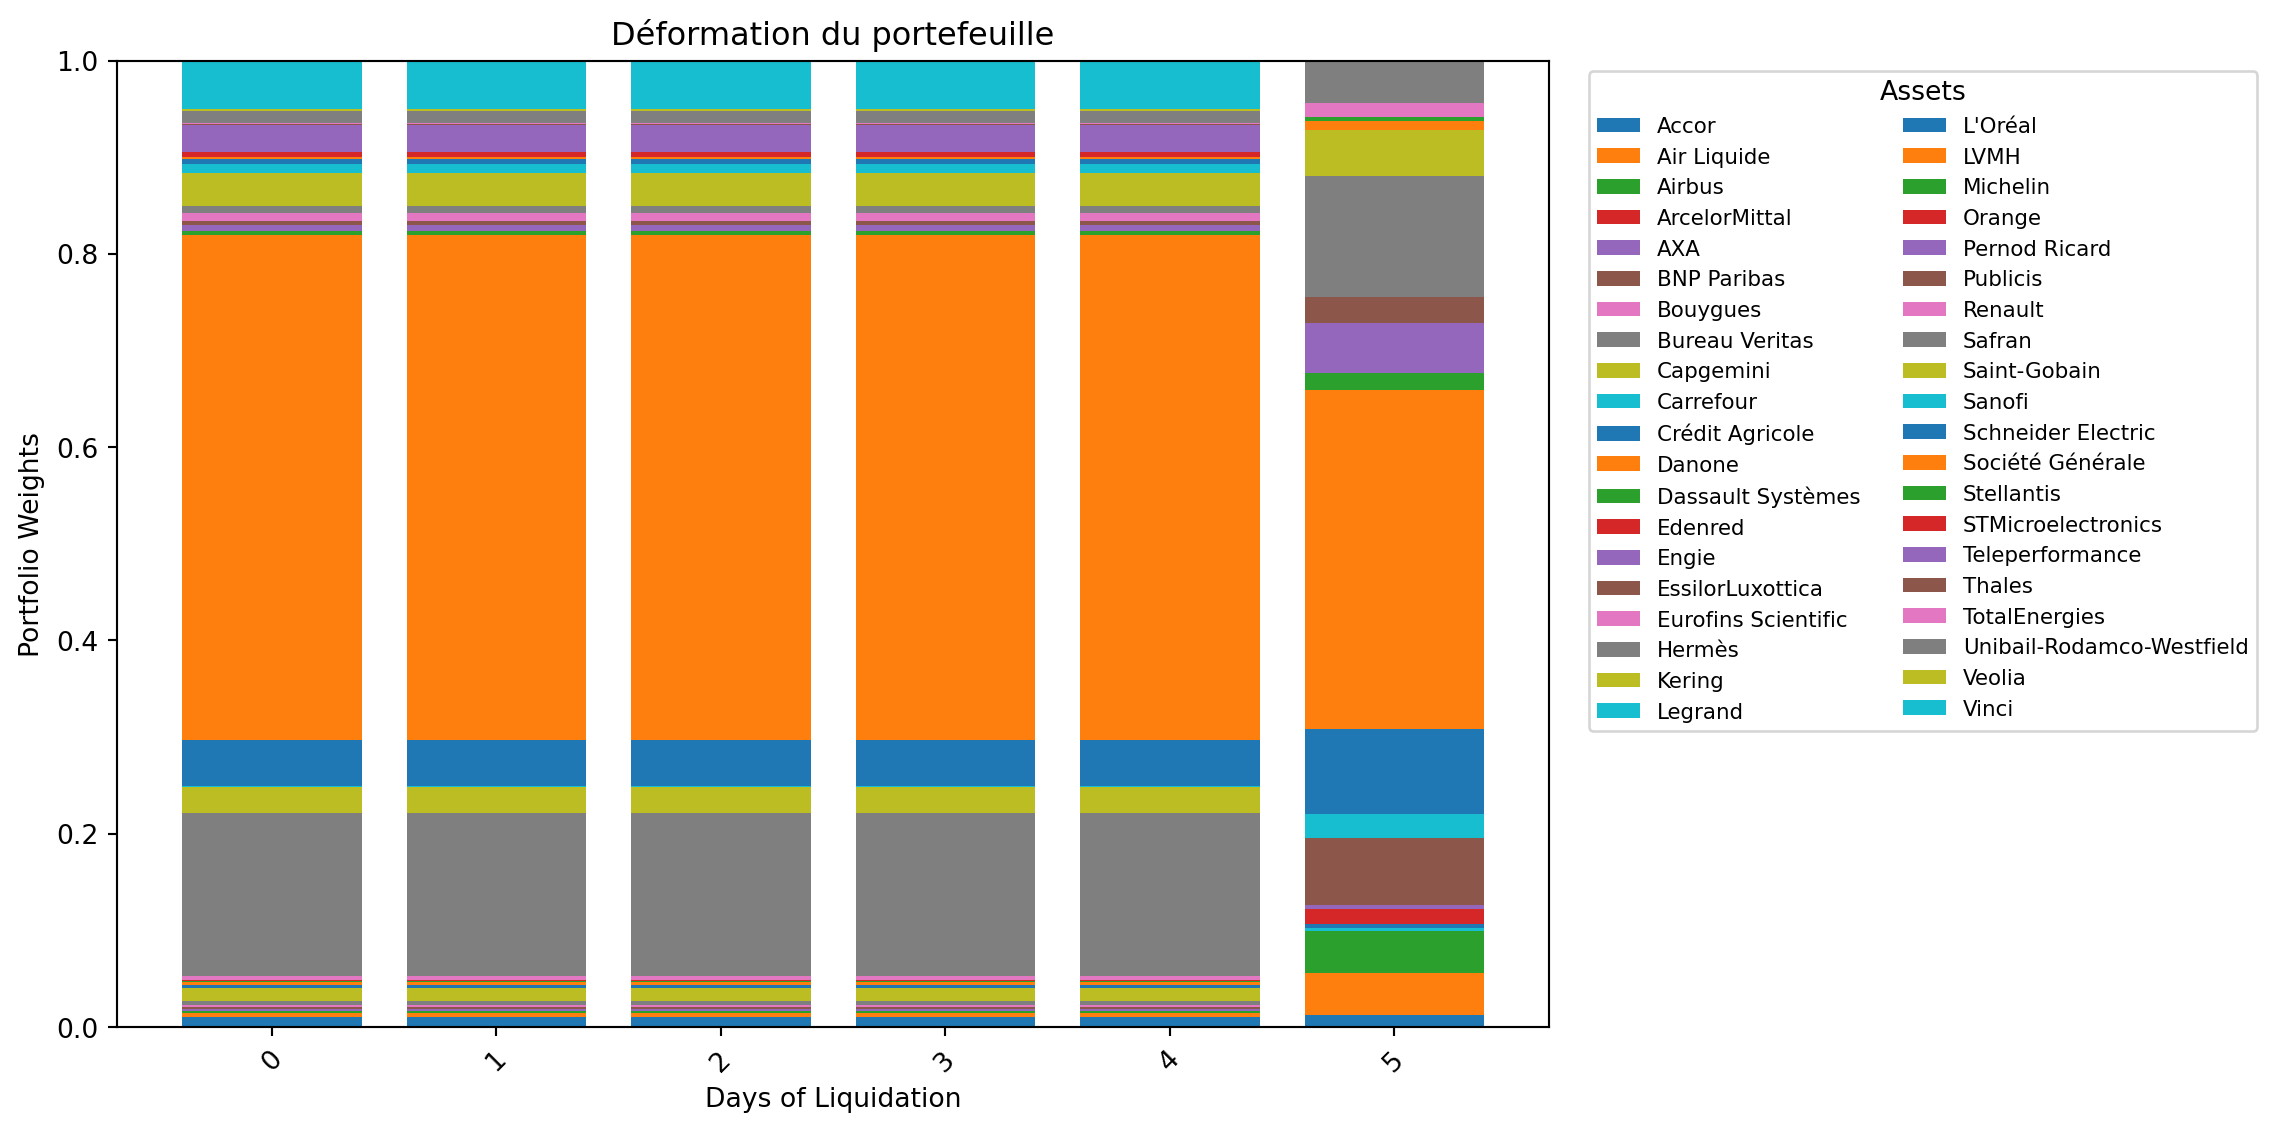 Déformation du portefeuille
1.0
0.8
0.6
0.4
0.2
0.0
Portfolio Weights
0
1
2
3
4
5
Days of Liquidation
Assets
Accor
Air Liquide
Airbus
ArcelorMittal
AXA
BNP Paribas
Bouygues
Bureau Veritas
Capgemini
Carrefour
Crédit Agricole
Danone
Dassault Systèmes
Edenred
Engie
EssilorLuxottica
Eurofins Scientific
Hermès
Kering
Legrand
L'Oréal
LVMH
Michelin
Orange
Pernod Ricard
Publicis
Renault
Safran
Saint-Gobain
Sanofi
Schneider Electric
Société Générale
Stellantis
STMicroelectronics
Teleperformance
Thales
TotalEnergies
Unibail-Rodamco-Westfield
Veolia
Vinci